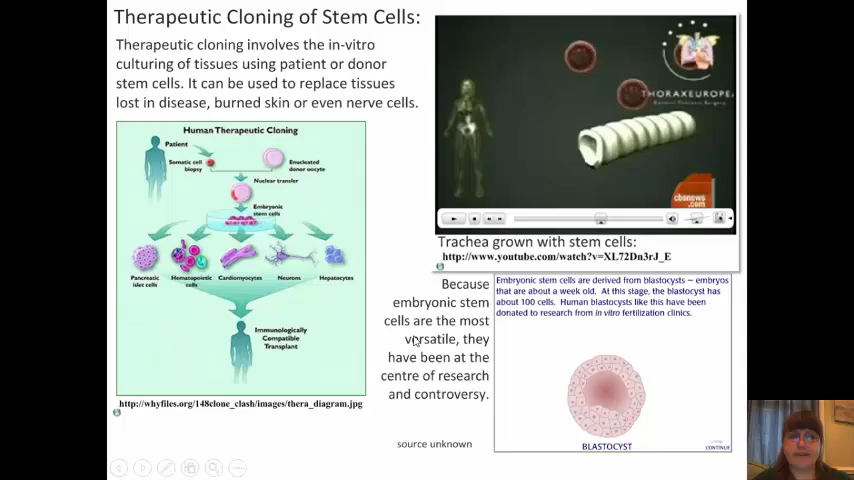 Therapeutic Cloning of Stem Cells:
Therapeutic cloning involves the in-vitro
culturing of tissues using patient or donor
stem cells. It can be used to replace tissues
lost in disease, burned skin or even nerve cells.
Human Therapeutic Cloning
Patient
Somatic cell
biopsy
Enucleated
donor oocyte
Nuclear transfer
Embryonic
stem cells
Pancreatic
islet cells
Hematopoietic
cells
Cardiomyocytes
Neurons
Hepatocytes
Immunologically
Compatible
Transplant
http://whyfiles.org/148clone_clash/images/thera_diagram.jpg
THORAXEUROPE
cbsnews
.com
Trachea grown with stem cells:
http://www.youtube.com/watch?v=XL72Dn3rJ_E
Because
embryonic stem
cells are the most
versatile, they
have been at the
centre of research
and controversy.
source unknown
Embryonic stem cells are derived from blastocysts – embryos
that are about a week old. At this stage, the blastocyst has
about 100 cells. Human blastocysts like this have been
donated to research from in vitro fertilization clinics.
BLASTOCYST
CONTINUE